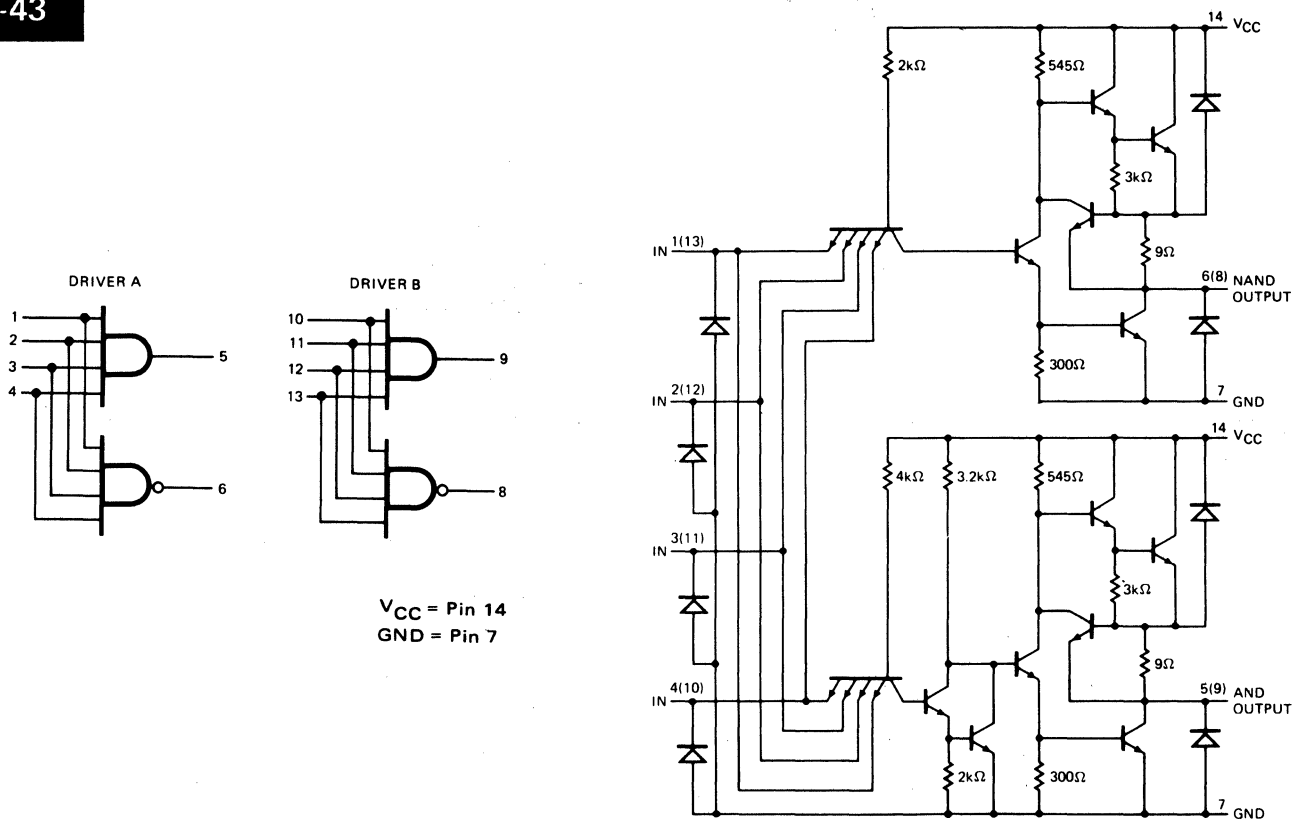 -43
DRIVER A
1
2
3
4
5
6
DRIVER B
10
11
12
13
9
8
VCC = Pin 14
GND = Pin 7
14 VCC
2kΩ
545Ω
3kΩ
9Ω
IN 1(13)
6(8) NAND
OUTPUT
300Ω
IN 2(12)
7 GND
14 VCC
4kΩ
3.2kΩ
545Ω
IN 3(11)
3kΩ
9Ω
IN 4(10)
5(9) AND
OUTPUT
2kΩ
300Ω
7 GND